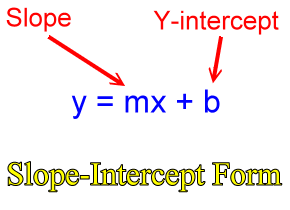 Slope
Y-intercept
y = mx + b
Slope-Intercept Form